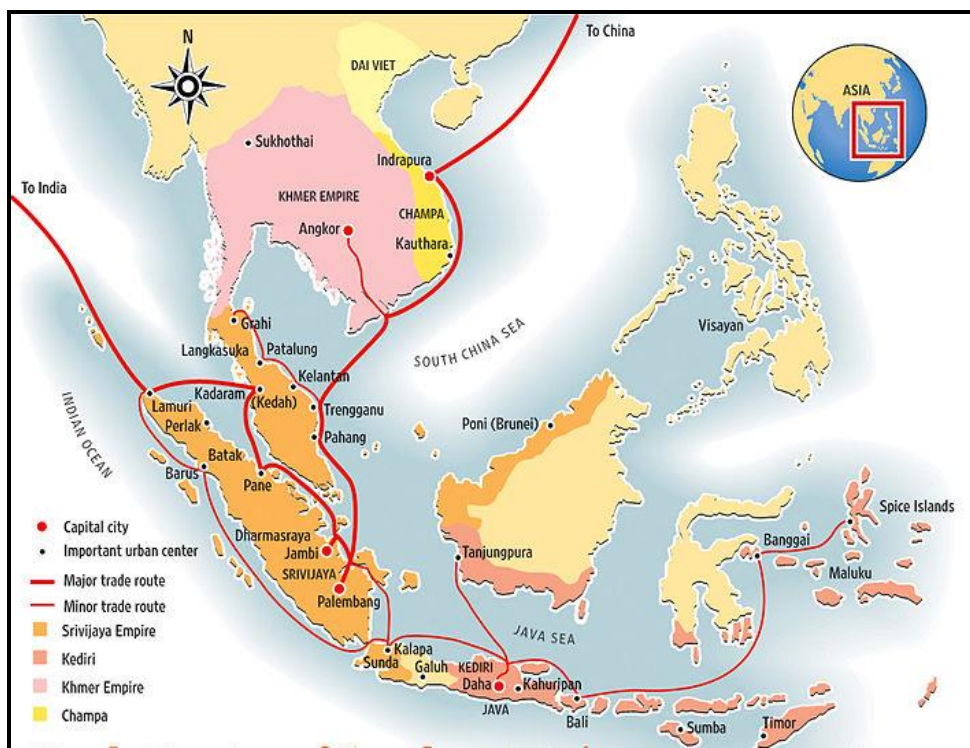 To China
N
DAI VIET
ASIA
Sukhothai
Indrapura
To India
KHMER EMPIRE
CHAMPA
Angkor
Kauthara
Grahi
Visayan
Langkasuka
Patalung
SOUTH CHINA SEA
Kelantan
Kadaram
(Kedah)
Trengganu
Lamuri
Perlak
Poni (Brunei)
Pahang
INDIAN OCEAN
Batak
Barus
Pane
Spice Islands
Capital city
Dharmasraya
Banggai
Important urban center
Jambi
Tanjungpura
Maluku
SRIVIJAYA
Major trade route
Palembang
Minor trade route
JAVA SEA
Srivijaya Empire
Kalapa
Sunda
Galuh
KEDIRI
Kediri
Daha
Kahuripan
Khmer Empire
JAVA
Bali
Sumba
Timor
Champa